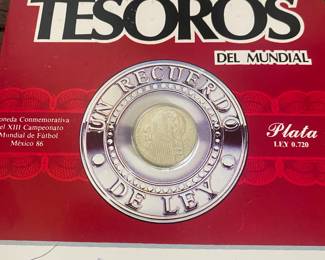 TESOROS
DEL MUNDIAL
UN RECUERDO
DE LEY
oneda Conmemorativa
el XIII Campeonato
Mundial de Fútbol
México 86
Plata
LEY 0.720